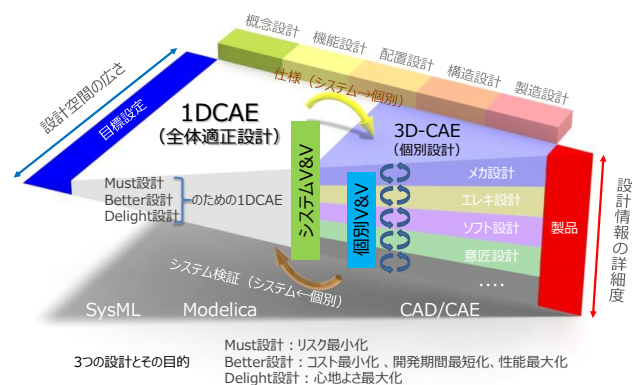 概念設計
機能設計
配置設計
構造設計
製造設計
設計空間の広さ
目標設定
仕様（システム→個別）
1DCAE
（全体適正設計）
3D-CAE
（個別設計）
Must設計
Better設計
Delight設計
のための1DCAE
システムV&V
個別V&V
メカ設計
エレキ設計
ソフト設計
意匠設計
････
製品
設計情報の詳細度
システム検証（システム←個別）
SysML
Modelica
CAD/CAE
3つの設計とその目的
Must設計：リスク最小化
Better設計：コスト最小化 、開発期間最短化、性能最大化
Delight設計：心地よさ最大化